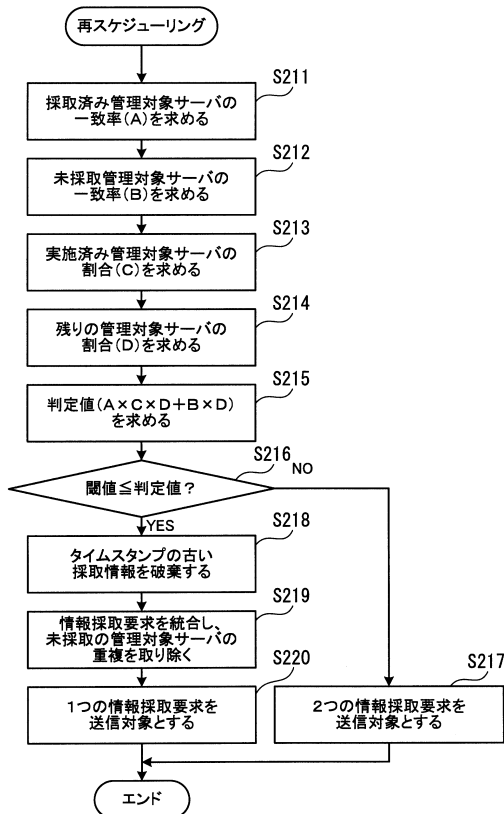 再スケジューリング
S211
採取済み管理対象サーバの
一致率(A)を求める
S212
未採取管理対象サーバの
一致率(B)を求める
S213
実施済み管理対象サーバの
割合(C)を求める
S214
残りの管理対象サーバの
割合(D)を求める
S215
判定値(A×C×D+B×D)
を求める
S216
閾値≦判定値?
NO
YES
S218
タイムスタンプの古い
採取情報を破棄する
S219
情報採取要求を統合し、
未採取の管理対象サーバの
重複を取り除く
S220
1つの情報採取要求を
送信対象とする
S217
2つの情報採取要求を
送信対象とする
エンド